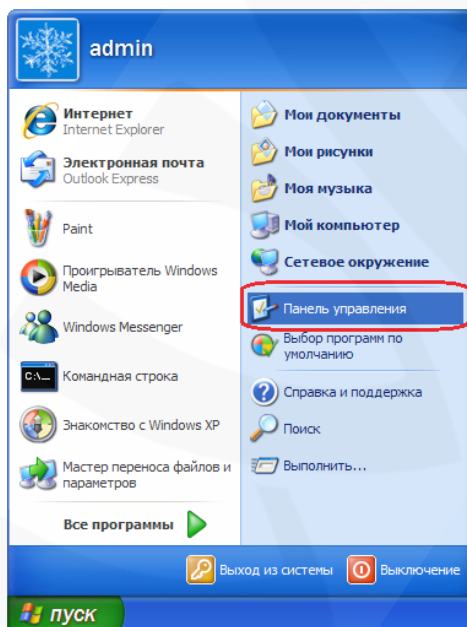 admin
Интернет
Internet Explorer
Электронная почта
Outlook Express
Paint
Проигрыватель Windows
Media
Windows Messenger
C:\_
Командная строка
Знакомство с Windows XP
Мастер переноса файлов и
параметров
Все программы
Мои документы
Мои рисунки
Моя музыка
Мой компьютер
Сетевое окружение
Панель управления
Выбор программ по
умолчанию
Справка и поддержка
Поиск
Выполнить...
Выход из системы
Выключение
пуск